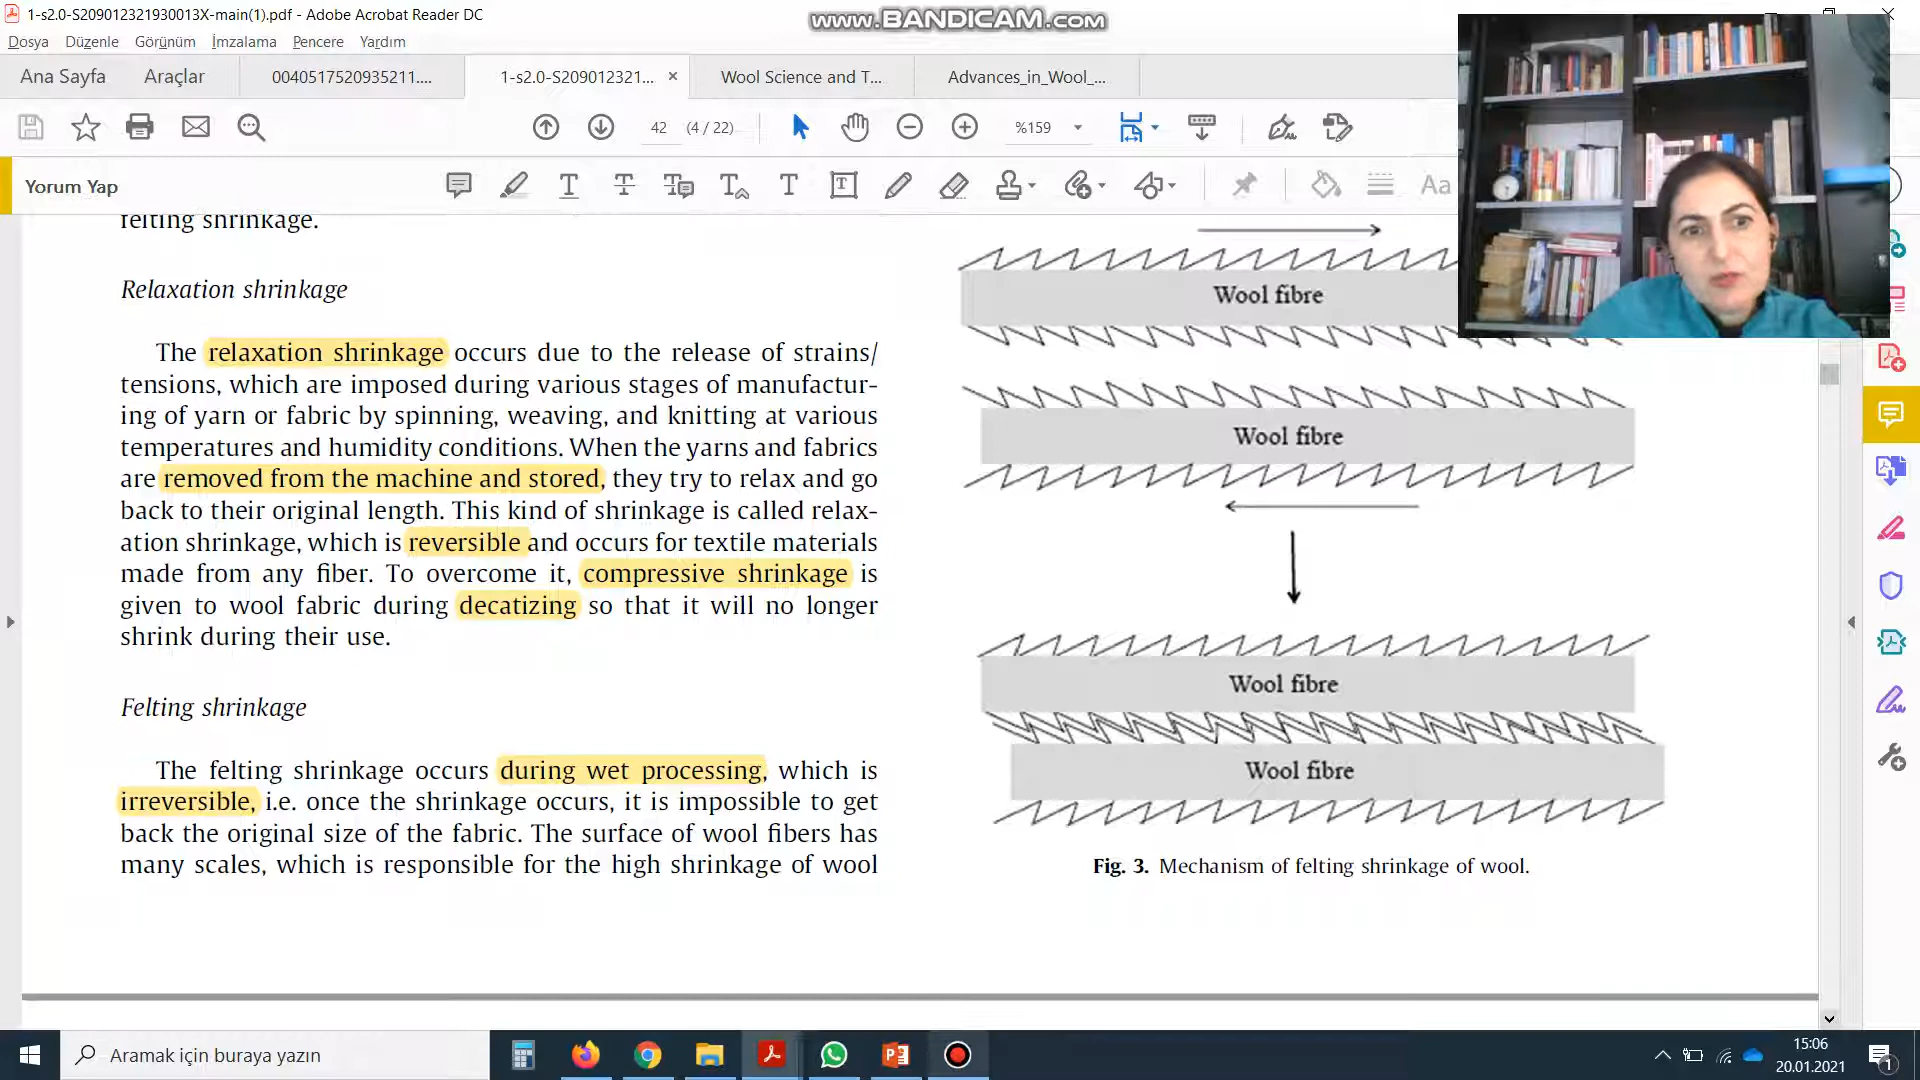 1-s2.0-S209012321930013X-main(1).pdf - Adobe Acrobat Reader DC
www.BANDICAM.com
Dosya Düzenle Görünüm İmzalama Pencere Yardım
Ana Sayfa Araçlar 0040517520935211.... 1-s2.0-S209012321... Wool Science and T... Advances_in_Wool_...
42 (4 / 22) %159
Yorum Yap
Aa
felting shrinkage.
Relaxation shrinkage
The relaxation shrinkage occurs due to the release of strains/
tensions, which are imposed during various stages of manufactur-
ing of yarn or fabric by spinning, weaving, and knitting at various
temperatures and humidity conditions. When the yarns and fabrics
are removed from the machine and stored, they try to relax and go
back to their original length. This kind of shrinkage is called relax-
ation shrinkage, which is reversible and occurs for textile materials
made from any fiber. To overcome it, compressive shrinkage is
given to wool fabric during decatizing so that it will no longer
shrink during their use.
Felting shrinkage
The felting shrinkage occurs during wet processing, which is
irreversible, i.e. once the shrinkage occurs, it is impossible to get
back the original size of the fabric. The surface of wool fibers has
many scales, which is responsible for the high shrinkage of wool
Wool fibre
Wool fibre
Wool fibre
Wool fibre
Fig. 3. Mechanism of felting shrinkage of wool.
Aramak için buraya yazın
15:06
20.01.2021
1